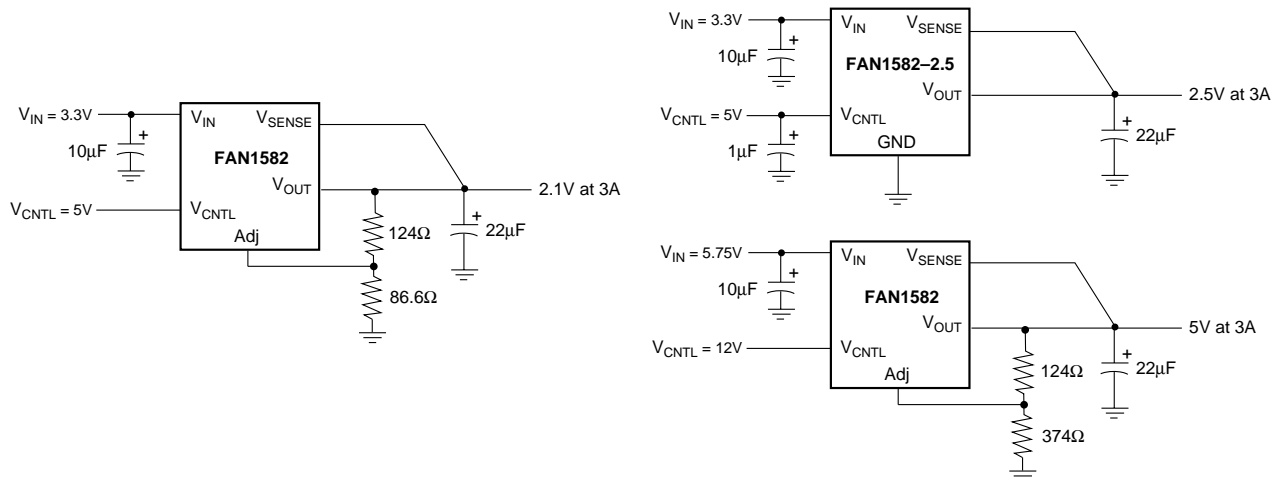 V_IN = 3.3V
10μF
+
V_CNTL = 5V
V_IN
V_SENSE
FAN1582
V_OUT
V_CNTL
Adj
124Ω
86.6Ω
+
22μF
2.1V at 3A
V_IN = 3.3V
10μF
+
V_CNTL = 5V
1μF
+
V_IN
V_SENSE
FAN1582–2.5
V_OUT
V_CNTL
GND
2.5V at 3A
+
22μF
V_IN = 5.75V
10μF
+
V_CNTL = 12V
V_IN
V_SENSE
FAN1582
V_OUT
V_CNTL
Adj
124Ω
374Ω
5V at 3A
+
22μF